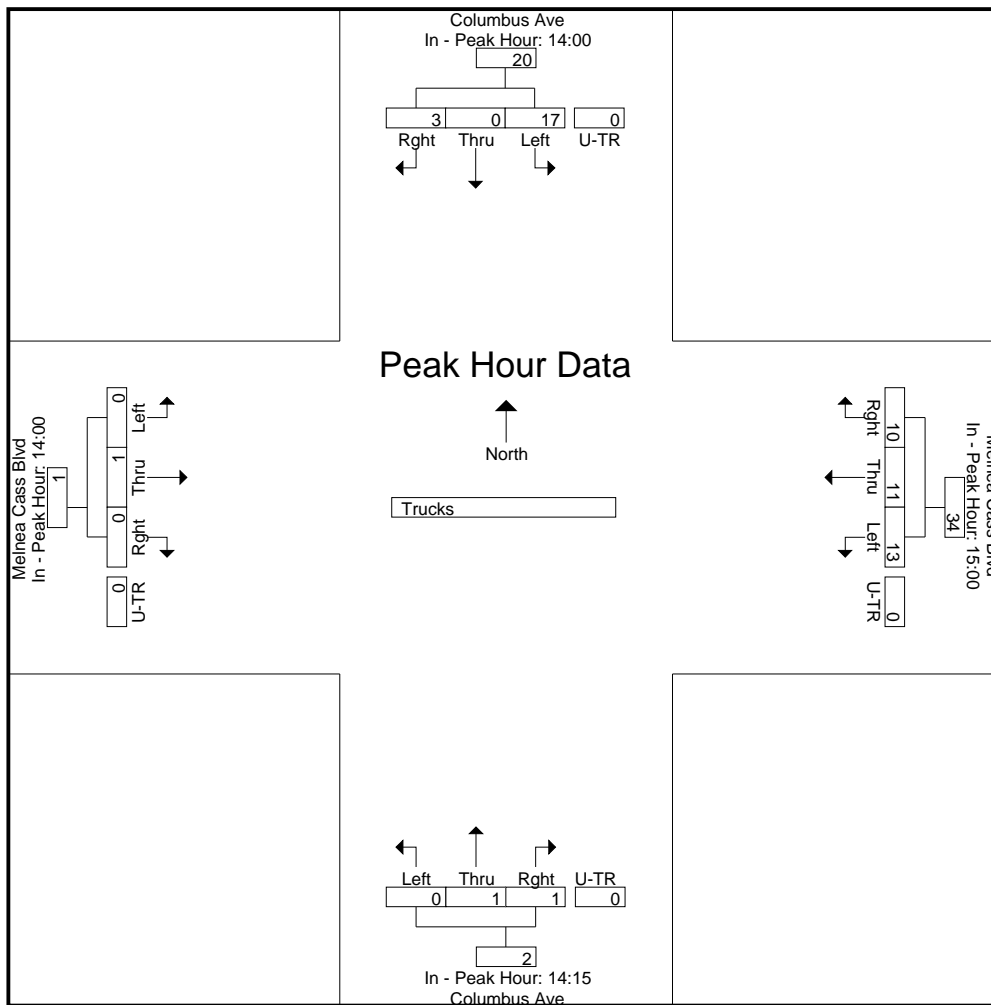 Columbus Ave
In - Peak Hour: 14:00
20
3 0 17 0
Rght Thru Left U-TR
Peak Hour Data
North
Trucks
Melnea Cass Blvd
In - Peak Hour: 14:00
1
0 1 0 0
Left Thru Rght U-TR
Melnea Cass Blvd
In - Peak Hour: 15:00
34
10 11 13 0
Rght Thru Left U-TR
Left Thru Rght U-TR
0 1 1 0
2
In - Peak Hour: 14:15
Columbus Ave